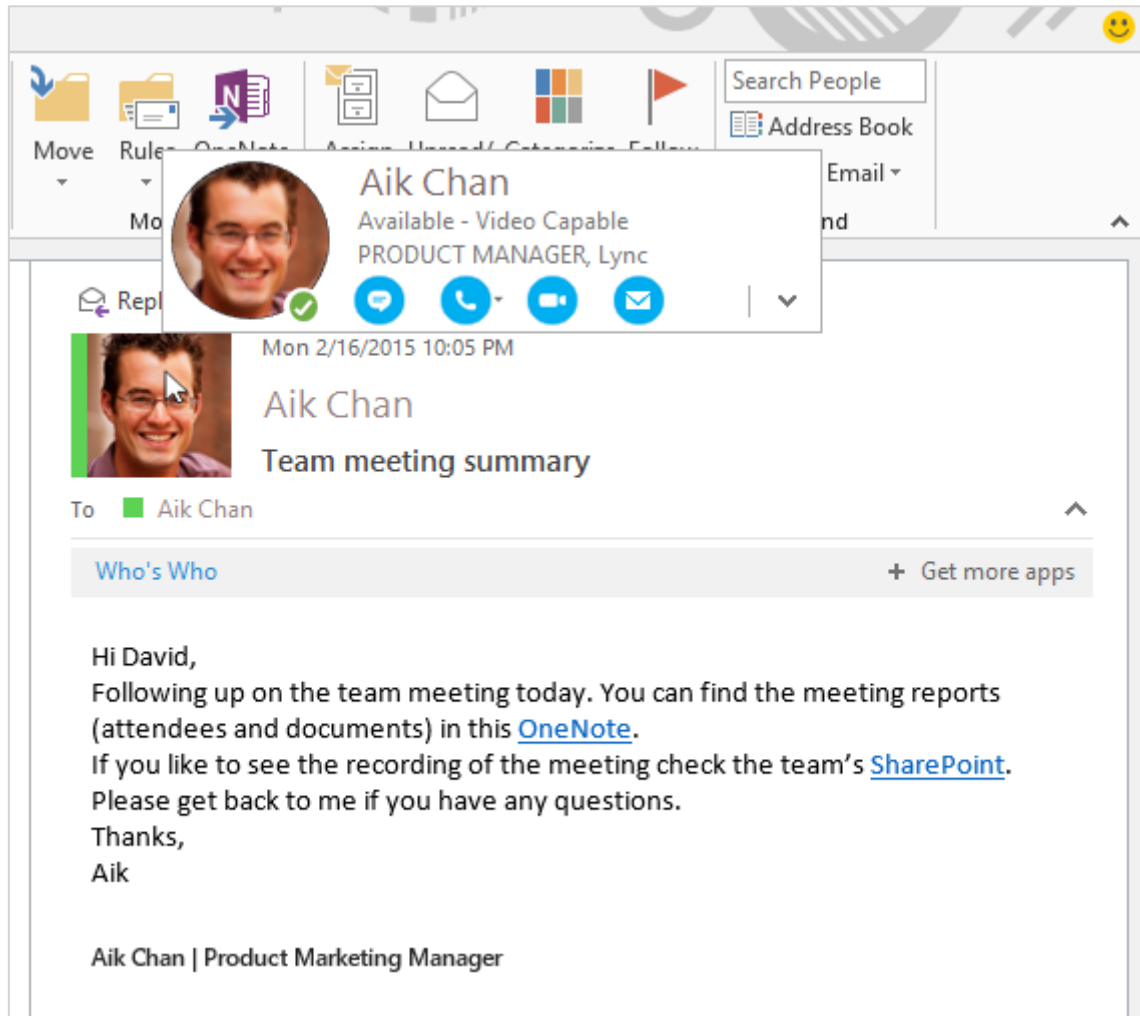 Search People
Address Book
Move Rules OneNote Assign Unread/ Categorize Follow
Email
Mo
nd
Aik Chan
Available - Video Capable
PRODUCT MANAGER, Lync
Repl
Mon 2/16/2015 10:05 PM
Aik Chan
Team meeting summary
To Aik Chan
Who's Who + Get more apps
Hi David,
Following up on the team meeting today. You can find the meeting reports
(attendees and documents) in this OneNote.
If you like to see the recording of the meeting check the team’s SharePoint.
Please get back to me if you have any questions.
Thanks,
Aik
Aik Chan | Product Marketing Manager